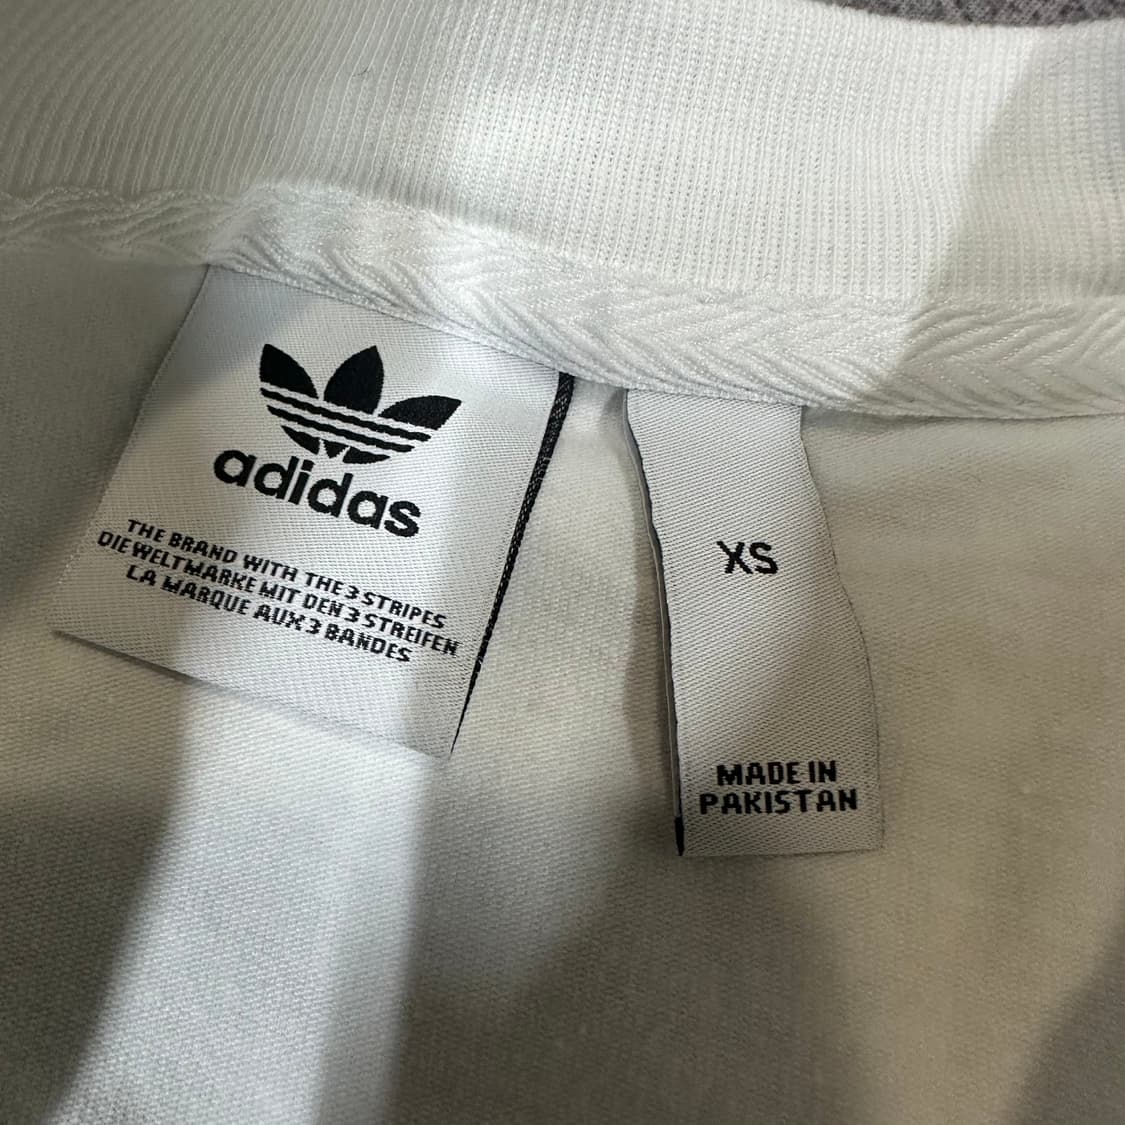 adidas
THE BRAND WITH THE 3 STRIPES
DIE WELTMARKE MIT DEN 3 STREIFEN
LA MARQUE AUX 3 BANDES
XS
MADE IN
PAKISTAN